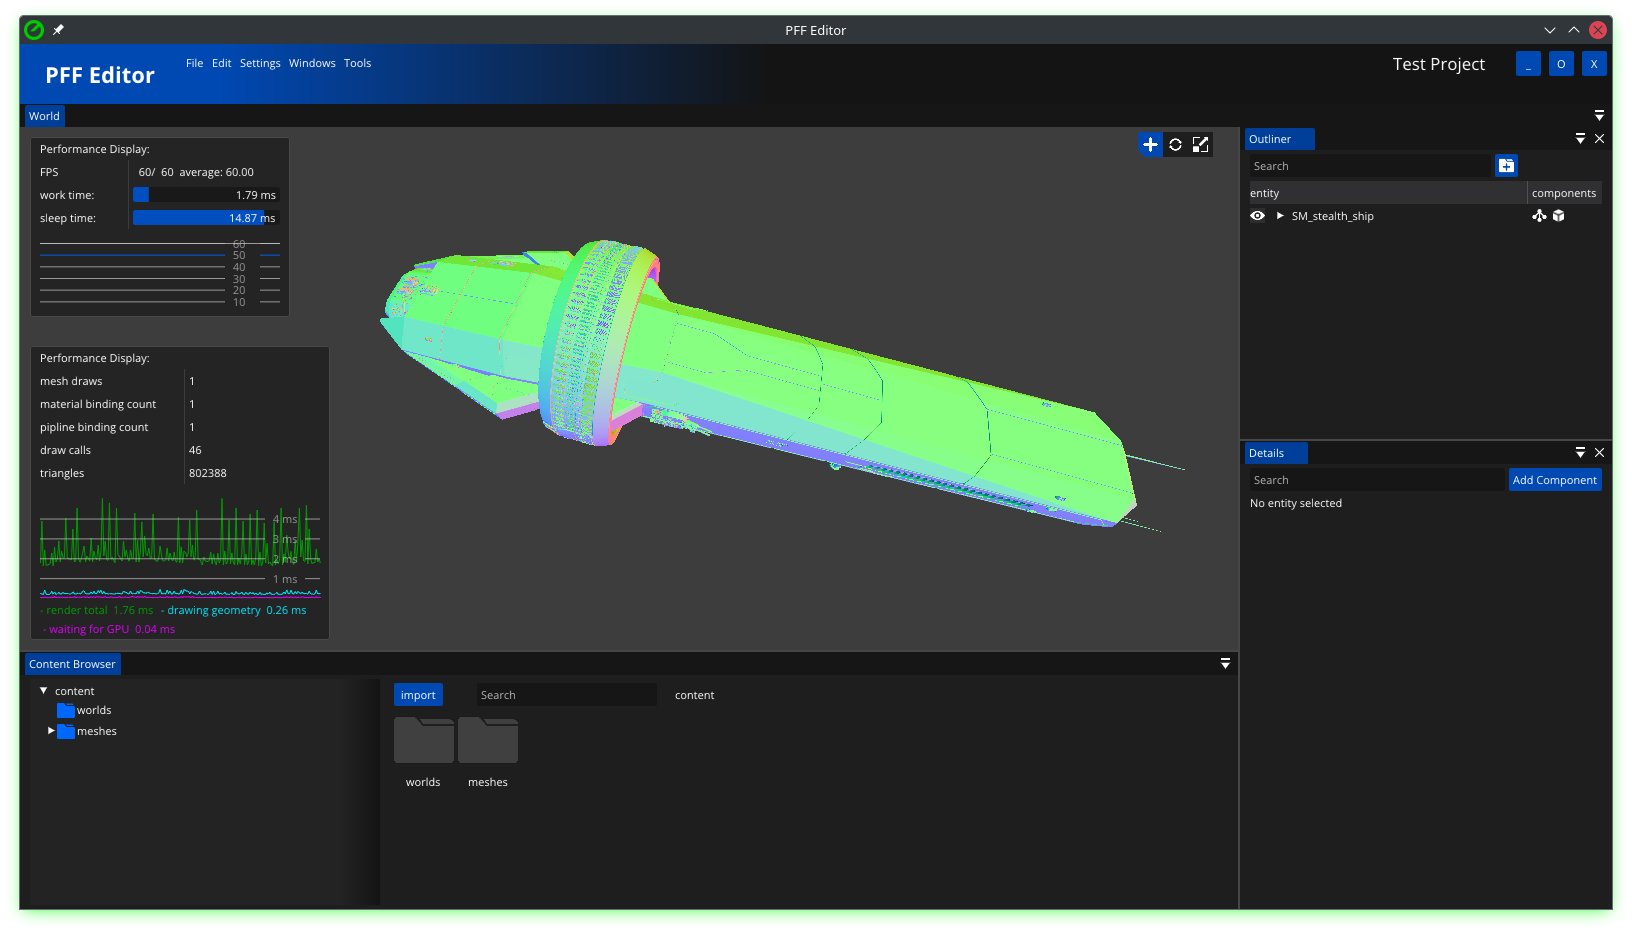 PFF Editor
PFF Editor
File Edit Settings Windows Tools
Test Project
_ O X
World
Performance Display:
FPS 60/ 60 average: 60.00
work time: 1.79 ms
sleep time: 14.87 ms
60
50
40
30
20
10
Performance Display:
mesh draws 1
material binding count 1
pipline binding count 1
draw calls 46
triangles 802388
4 ms
3 ms
2 ms
1 ms
- render total 1.76 ms - drawing geometry 0.26 ms
- waiting for GPU 0.04 ms
Outliner
Search
entity components
SM_stealth_ship
Details
Search Add Component
No entity selected
Content Browser
content
worlds
meshes
import Search content
worlds meshes